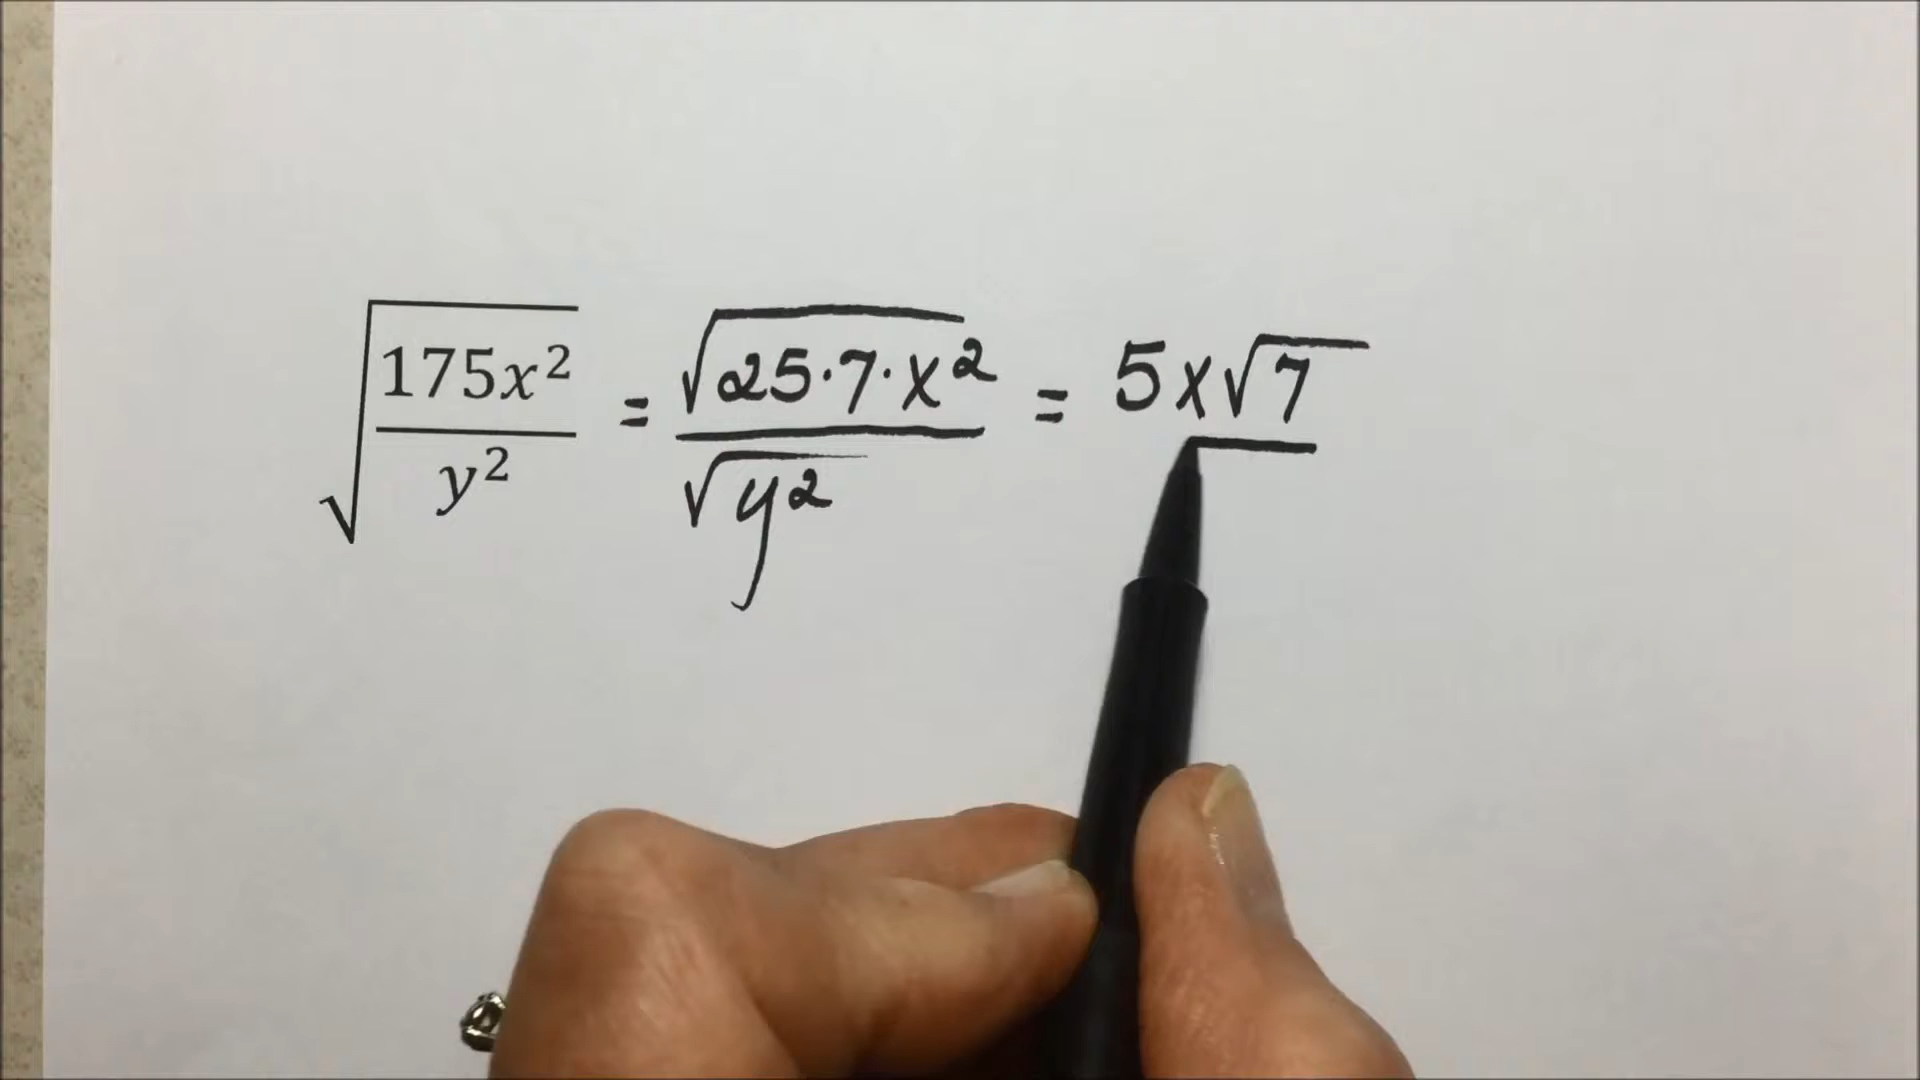 √(175x²/y²) = √(25·7·x²)/√(y²) = 5x√7